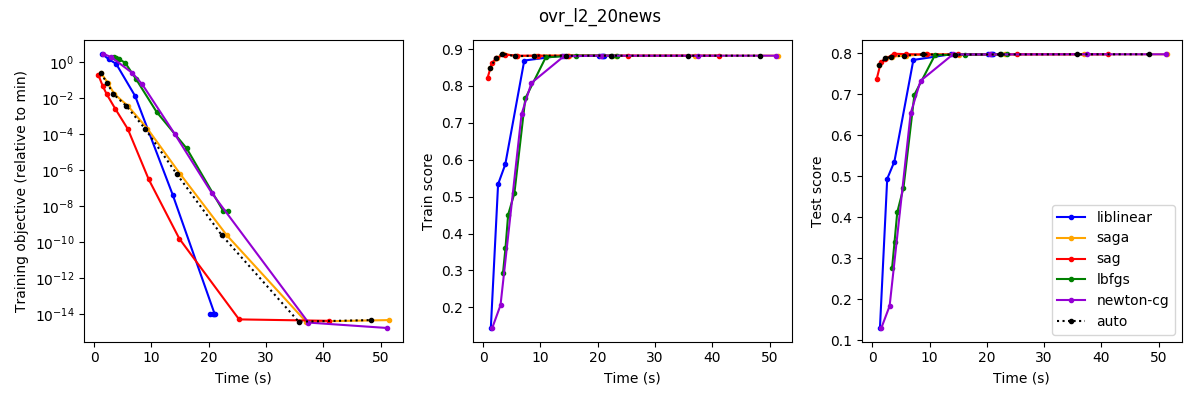 ovr_l2_20news
Training objective (relative to min)
10⁰
10⁻²
10⁻⁴
10⁻⁶
10⁻⁸
10⁻¹⁰
10⁻¹²
10⁻¹⁴
0 10 20 30 40 50
Time (s)
Train score
0.9
0.8
0.7
0.6
0.5
0.4
0.3
0.2
0 10 20 30 40 50
Time (s)
Test score
0.8
0.7
0.6
0.5
0.4
0.3
0.2
0.1
0 10 20 30 40 50
Time (s)
liblinear
saga
sag
lbfgs
newton-cg
auto